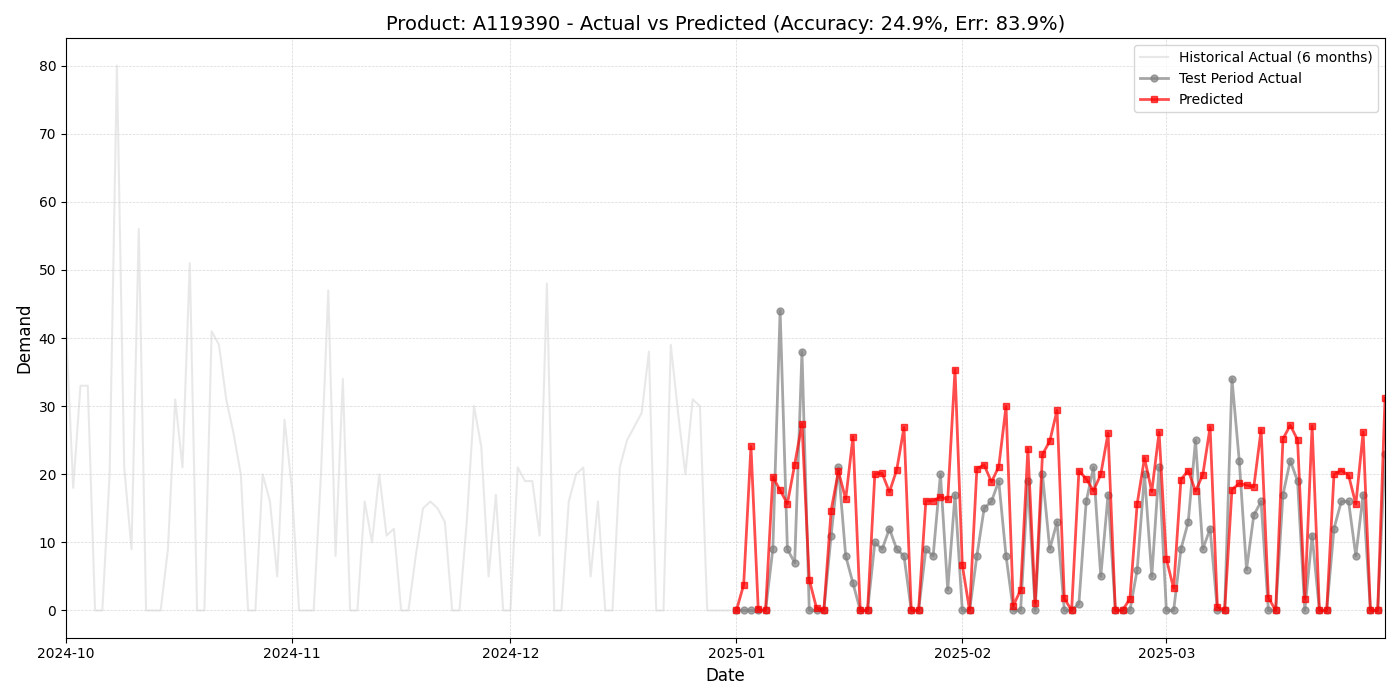 Product: A119390 - Actual vs Predicted (Accuracy: 24.9%, Err: 83.9%)
Historical Actual (6 months)
Test Period Actual
Predicted
Demand
80
70
60
50
40
30
20
10
0
2024-10
2024-11
2024-12
2025-01
2025-02
2025-03
Date